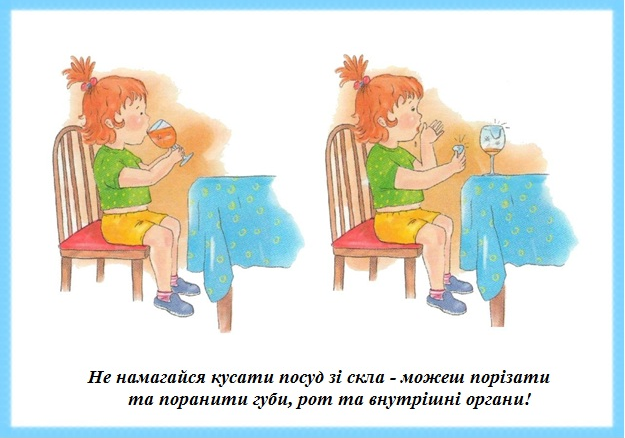 Не намагайся кусати посуд зі скла - можеш порізати
та поранити губи, рот та внутрішні органи!